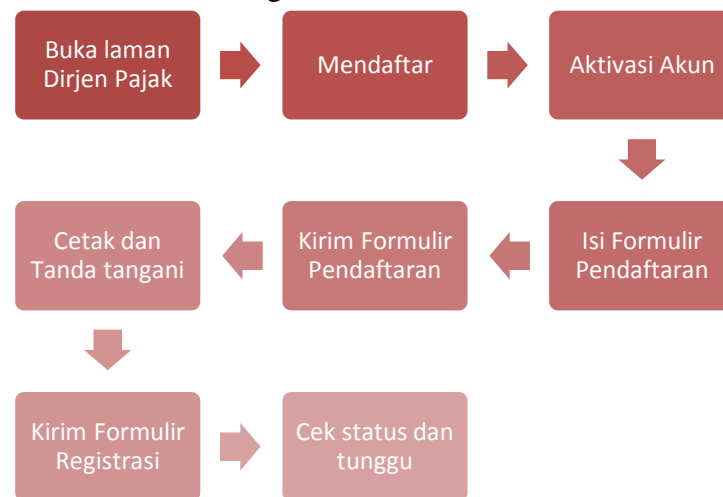 Buka laman
Dirjen Pajak
Mendaftar
Aktivasi Akun
Isi Formulir
Pendaftaran
Kirim Formulir
Pendaftaran
Cetak dan
Tanda tangani
Kirim Formulir
Registrasi
Cek status dan
tunggu